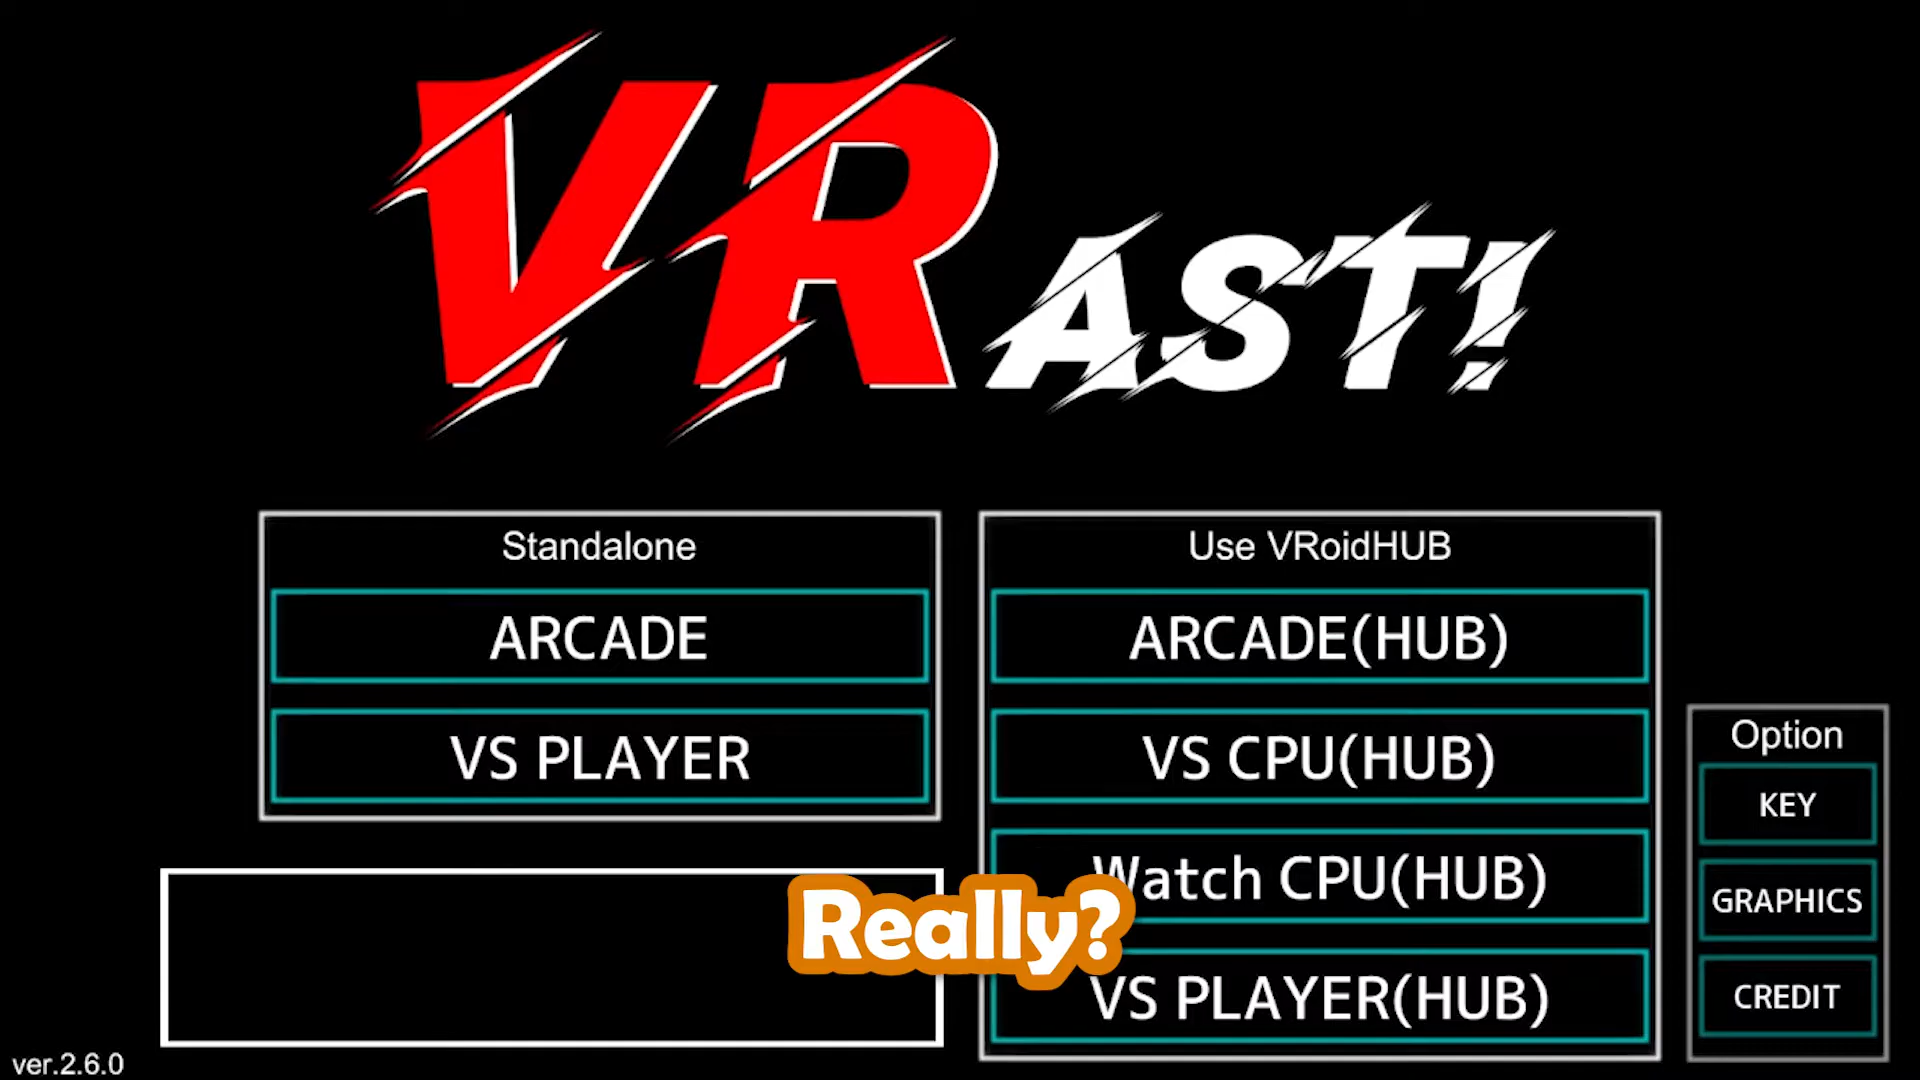 VRAST!
Standalone
ARCADE
VS PLAYER
Use VRoidHUB
ARCADE(HUB)
VS CPU(HUB)
Watch CPU(HUB)
VS PLAYER(HUB)
Option
KEY
GRAPHICS
CREDIT
Really?
ver.2.6.0